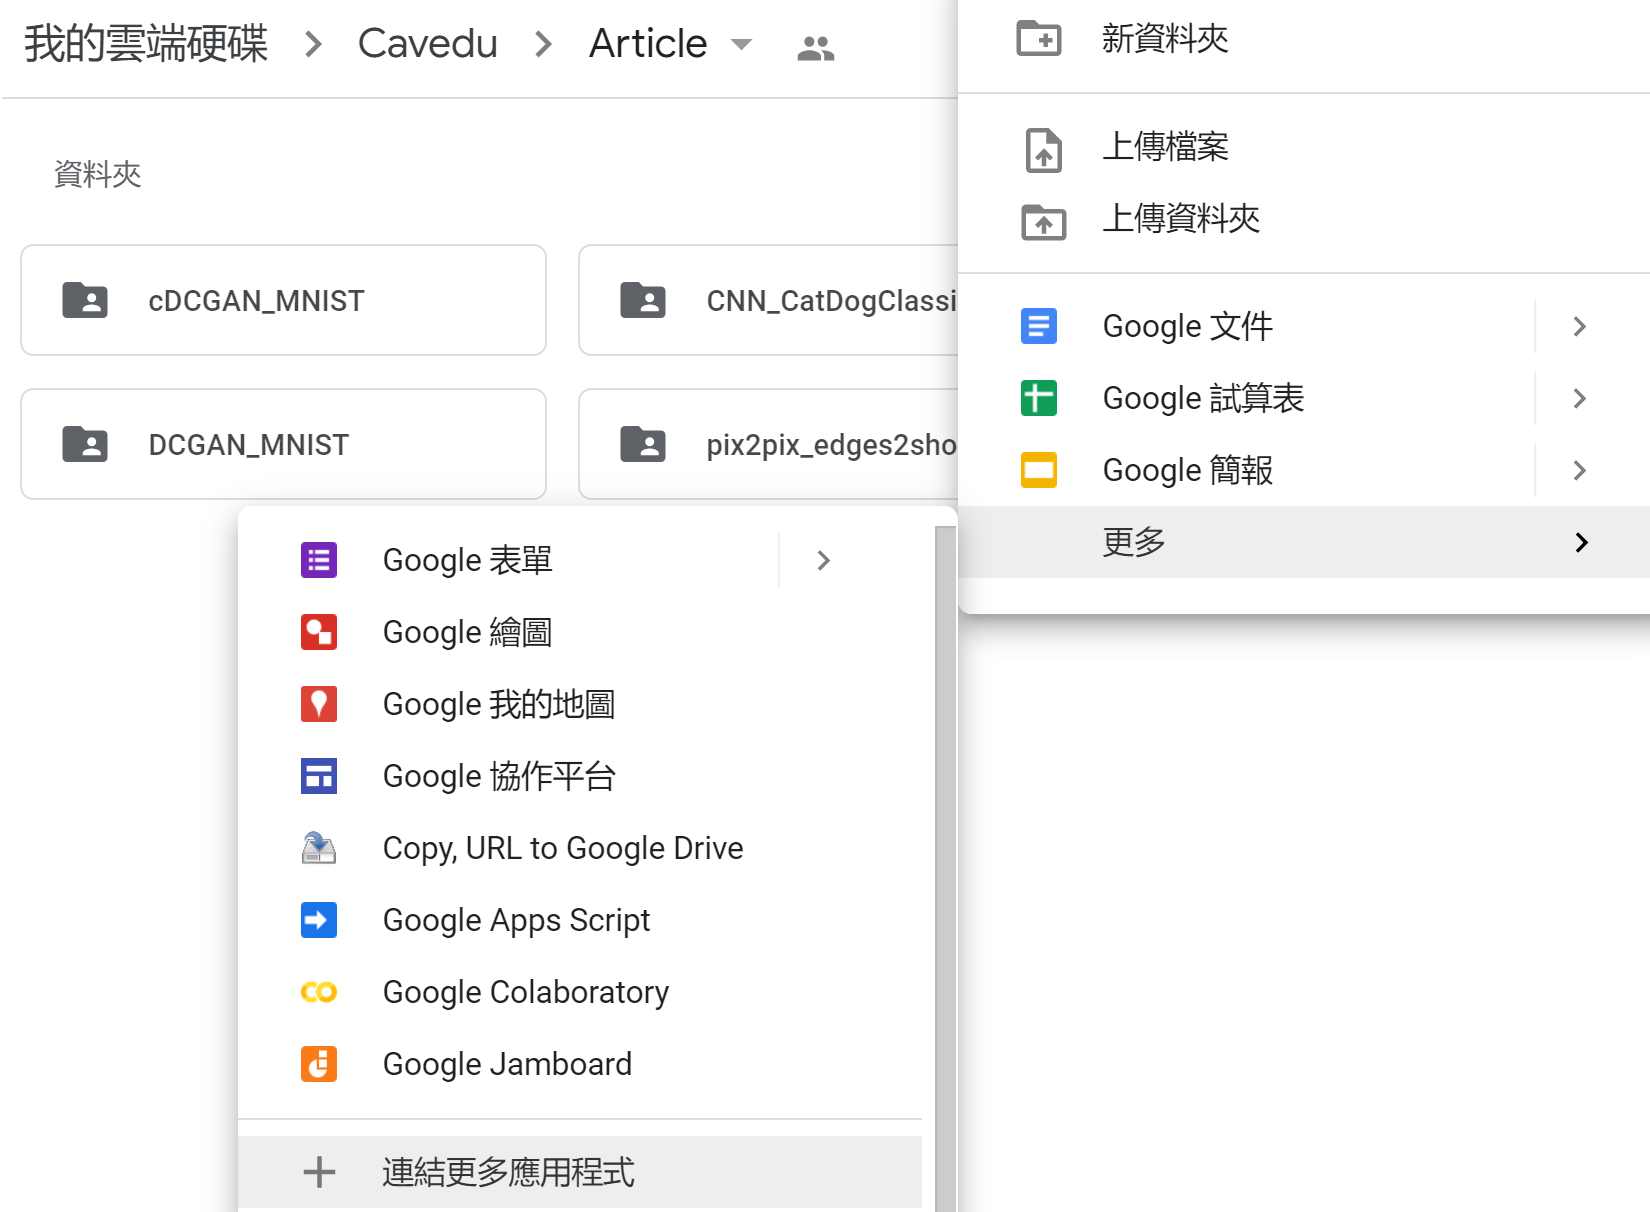 我的雲端硬碟 > Cavedu > Article
資料夾
cDCGAN_MNIST
CNN_CatDogClassi
DCGAN_MNIST
pix2pix_edges2sho
新資料夾
上傳檔案
上傳資料夾
Google 文件
Google 試算表
Google 簡報
更多
Google 表單
Google 繪圖
Google 我的地圖
Google 協作平台
Copy, URL to Google Drive
Google Apps Script
Google Colaboratory
Google Jamboard
連結更多應用程式